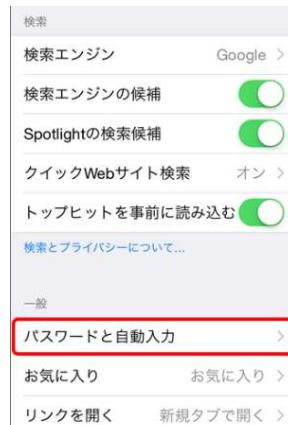 検索
検索エンジン Google >
検索エンジンの候補
Spotlightの検索候補
クイックWebサイト検索 オン >
トップヒットを事前に読み込む
検索とプライバシーについて...
一般
パスワードと自動入力 >
お気に入り お気に入り >
リンクを開く 新規タブで開く >